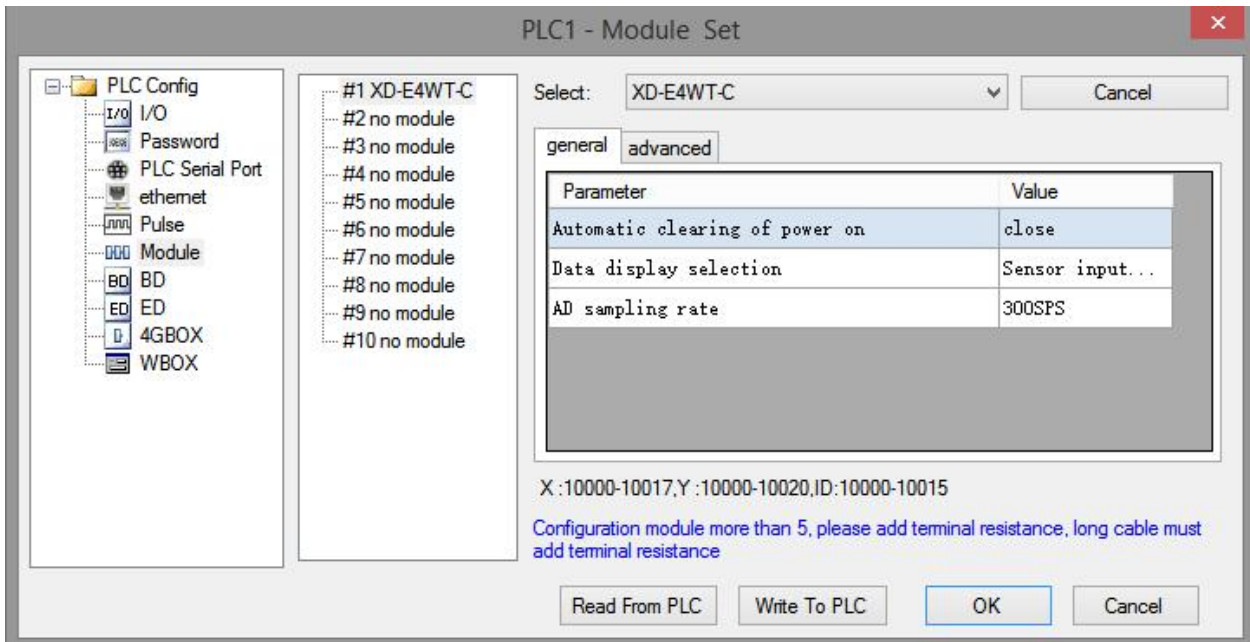 PLC1 - Module Set
PLC Config
I/O I/O
Password
PLC Serial Port
ethernet
Pulse
Module
BD BD
ED ED
4GBOX
WBOX
#1 XD-E4WT-C
#2 no module
#3 no module
#4 no module
#5 no module
#6 no module
#7 no module
#8 no module
#9 no module
#10 no module
Select: XD-E4WT-C Cancel
general advanced
Parameter Value
Automatic clearing of power on close
Data display selection Sensor input...
AD sampling rate 300SPS
X :10000-10017,Y :10000-10020,ID:10000-10015
Configuration module more than 5, please add terminal resistance, long cable must
add terminal resistance
Read From PLC Write To PLC OK Cancel